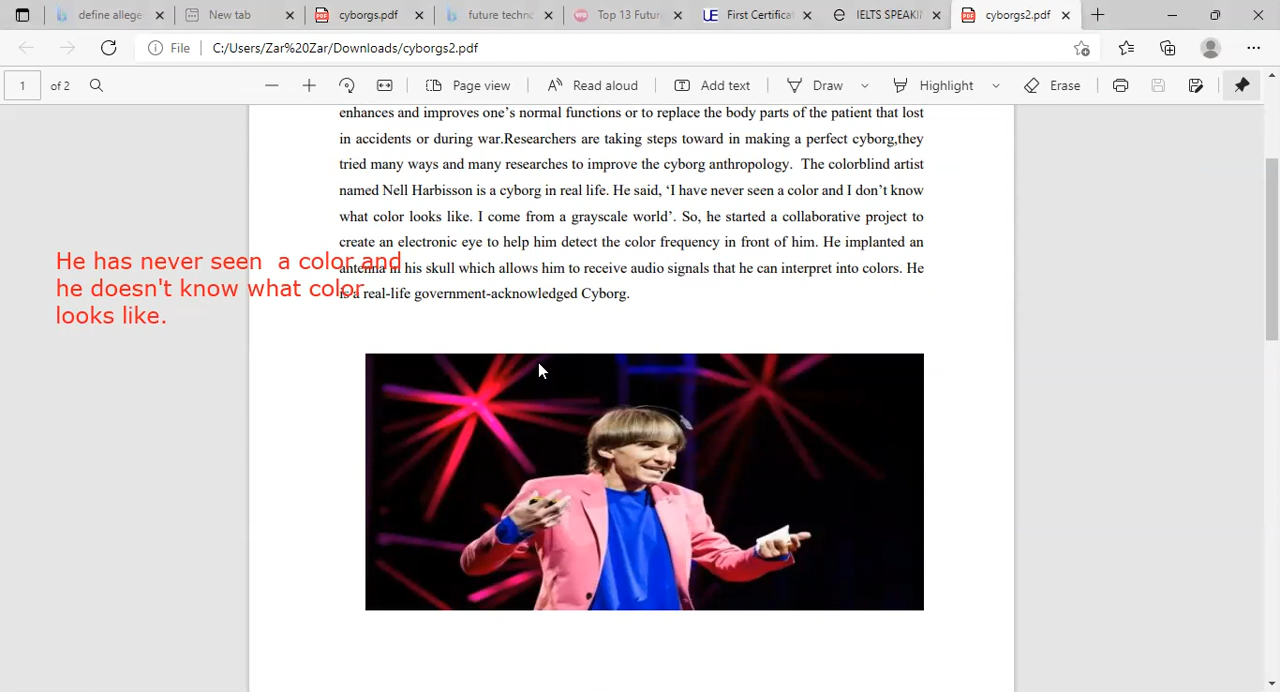 define allege
New tab
cyborgs.pdf
future techno
Top 13 Futur
First Certifica
IELTS SPEAKI
cyborgs2.pdf
File
C:/Users/Zar%20Zar/Downloads/cyborgs2.pdf
1 of 2
Page view
Read aloud
Add text
Draw
Highlight
Erase
enhances and improves one’s normal functions or to replace the body parts of the patient that lost
in accidents or during war.Researchers are taking steps toward in making a perfect cyborg,they
tried many ways and many researches to improve the cyborg anthropology. The colorblind artist
named Nell Harbisson is a cyborg in real life. He said, ‘I have never seen a color and I don’t know
what color looks like. I come from a grayscale world’. So, he started a collaborative project to
create an electronic eye to help him detect the color frequency in front of him. He implanted an
antenna in his skull which allows him to receive audio signals that he can interpret into colors. He
is a real-life government-acknowledged Cyborg.
He has never seen a color and
he doesn't know what color
looks like.